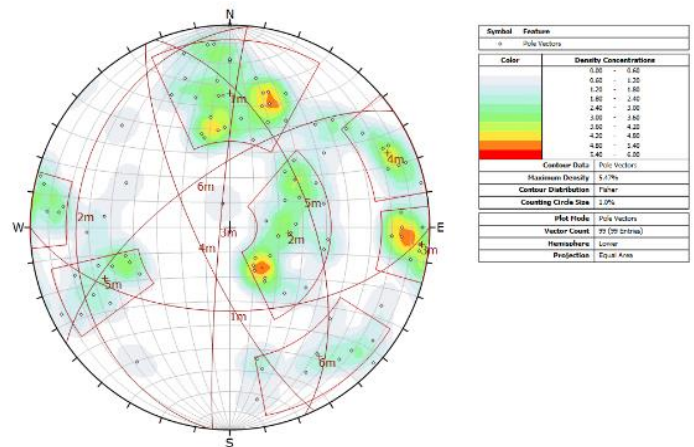 N
1m
4m
6m
5m
2m
W
3m
2m
E
3m
4m
5m
1m
6m
S
Symbol Feature
Pole Vectors
Color Density Concentrations
0.00 - 0.60
0.60 - 1.20
1.20 - 1.80
1.80 - 2.40
2.40 - 3.00
3.00 - 3.60
3.60 - 4.20
4.20 - 4.80
4.80 - 5.40
5.40 - 6.00
Contour Data Pole Vectors
Maximum Density 5.47%
Contour Distribution Fisher
Counting Circle Size 1.0%
Plot Mode Pole Vectors
Vector Count 99 (99 Entries)
Hemisphere Lower
Projection Equal Area